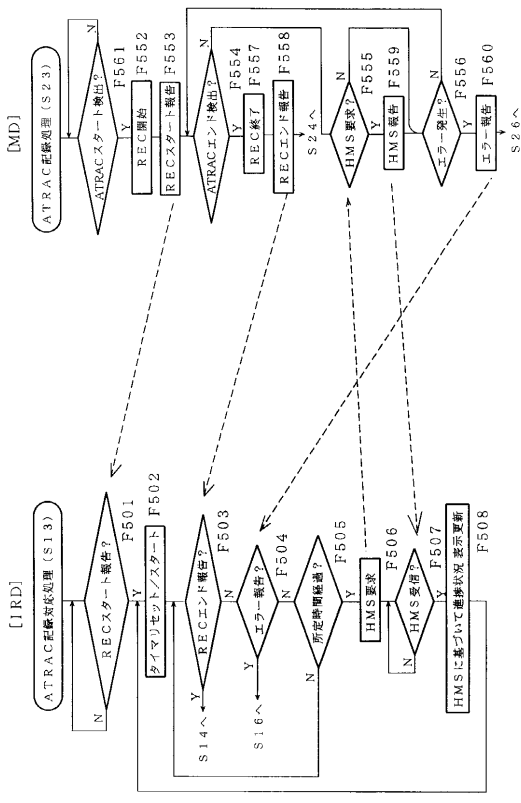 [IRD]
ATRAC記録対応処理(S13)
RECスタート報告?
F501
N
Y
タイマリセット/スタート
F502
RECエンド報告?
F503
Y
S14へ
N
エラー報告?
F504
Y
S16へ
N
所定時間経過?
F505
N
Y
HMS要求
F506
HMS受信?
F507
N
Y
HMSに基づいて進捗状況 表示更新
F508
[MD]
ATRAC記録処理(S23)
ATRACスタート検出?
F561
N
Y
REC開始
F552
RECスタート報告
F553
ATRACエンド検出?
F554
N
Y
REC終了
F557
RECエンド報告
F558
S24へ
HMS要求?
F555
N
Y
HMS報告
F559
エラー発生?
F556
N
Y
エラー報告
F560
S26へ